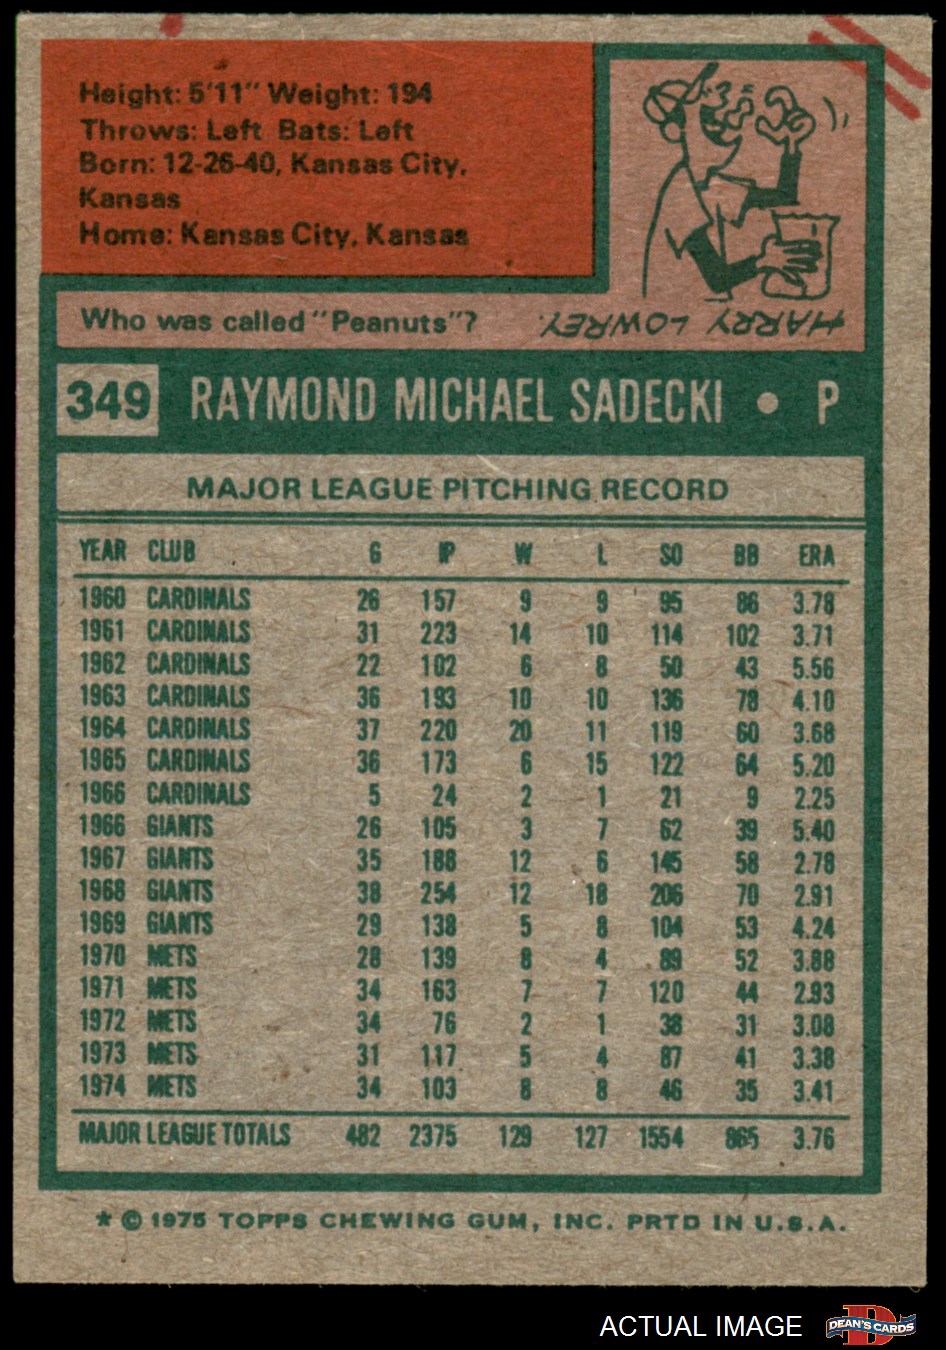 Height: 5'11" Weight: 194
Throws: Left Bats: Left
Born: 12-26-40, Kansas City,
Kansas
Home: Kansas City, Kansas
Who was called "Peanuts"?
HARRY LOWREY.
349 RAYMOND MICHAEL SADECKI • P
MAJOR LEAGUE PITCHING RECORD
YEAR CLUB G IP W L SO BB ERA
1960 CARDINALS 26 157 9 9 95 86 3.78
1961 CARDINALS 31 223 14 10 114 102 3.71
1962 CARDINALS 22 102 6 8 50 43 5.56
1963 CARDINALS 36 193 10 10 136 78 4.10
1964 CARDINALS 37 220 20 11 119 60 3.68
1965 CARDINALS 36 173 6 15 122 64 5.20
1966 CARDINALS 5 24 2 1 21 9 2.25
1966 GIANTS 26 105 3 7 62 39 5.40
1967 GIANTS 35 188 12 6 145 58 2.78
1968 GIANTS 38 254 12 18 206 70 2.91
1969 GIANTS 29 138 5 8 104 53 4.24
1970 METS 28 139 8 4 89 52 3.88
1971 METS 34 163 7 7 120 44 2.93
1972 METS 34 76 2 1 38 31 3.08
1973 METS 31 117 5 4 87 41 3.38
1974 METS 34 103 8 8 46 35 3.41
MAJOR LEAGUE TOTALS 482 2375 129 127 1554 865 3.76
* © 1975 TOPPS CHEWING GUM, INC. PRTD IN U.S.A.
ACTUAL IMAGE
D
DEAN'S CARDS